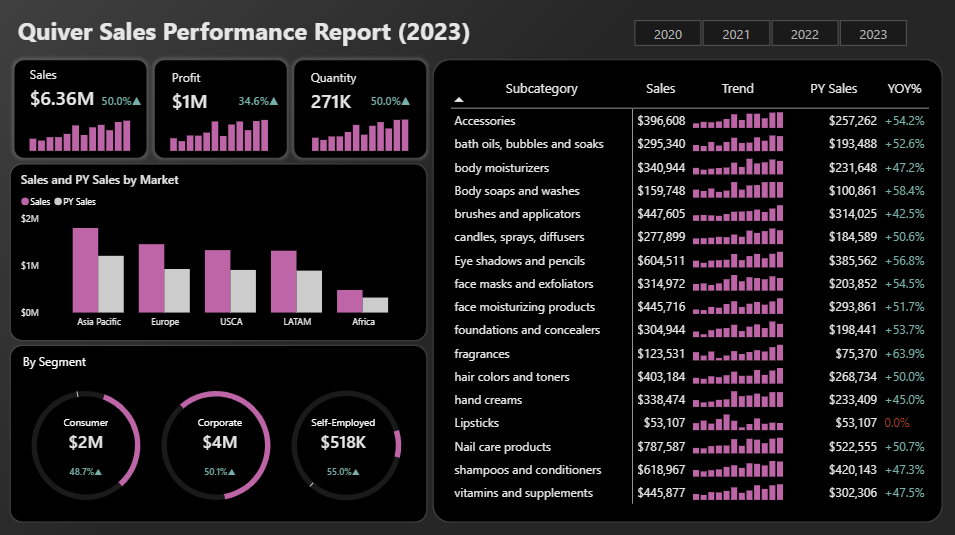 Quiver Sales Performance Report (2023)
2020 2021 2022 2023
Sales
$6.36M 50.0%▲
Profit
$1M 34.6%▲
Quantity
271K 50.0%▲
Sales and PY Sales by Market
Sales PY Sales
$2M
$1M
$0M
Asia Pacific Europe USCA LATAM Africa
By Segment
Consumer
$2M
48.7%▲
Corporate
$4M
50.1%▲
Self-Employed
$518K
55.0%▲
Subcategory Sales Trend PY Sales YOY%
Accessories $396,608 $257,262 +54.2%
bath oils, bubbles and soaks $295,340 $193,488 +52.6%
body moisturizers $340,944 $231,648 +47.2%
Body soaps and washes $159,748 $100,861 +58.4%
brushes and applicators $447,605 $314,025 +42.5%
candles, sprays, diffusers $277,899 $184,589 +50.6%
Eye shadows and pencils $604,511 $385,562 +56.8%
face masks and exfoliators $314,972 $203,852 +54.5%
face moisturizing products $445,716 $293,861 +51.7%
foundations and concealers $304,944 $198,441 +53.7%
fragrances $123,531 $75,370 +63.9%
hair colors and toners $403,184 $268,734 +50.0%
hand creams $338,474 $233,409 +45.0%
Lipsticks $53,107 $53,107 0.0%
Nail care products $787,587 $522,555 +50.7%
shampoos and conditioners $618,967 $420,143 +47.3%
vitamins and supplements $445,877 $302,306 +47.5%